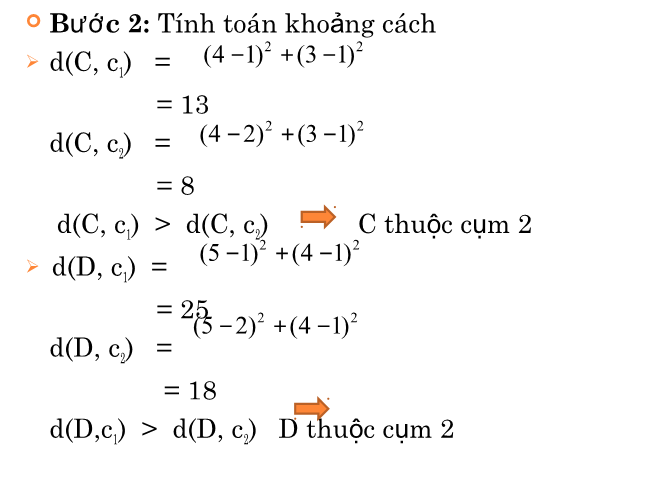 Bước 2: Tính toán khoảng cách
d(C, c₁) = (4 −1)² +(3 −1)²
= 13
d(C, c₂) = (4 −2)² +(3 −1)²
= 8
d(C, c₁) > d(C, c₂) C thuộc cụm 2
d(D, c₁) = (5 −1)² +(4 −1)²
= 25
d(D, c₂) = (5 −2)² +(4 −1)²
= 18
d(D,c₁) > d(D, c₂) D thuộc cụm 2